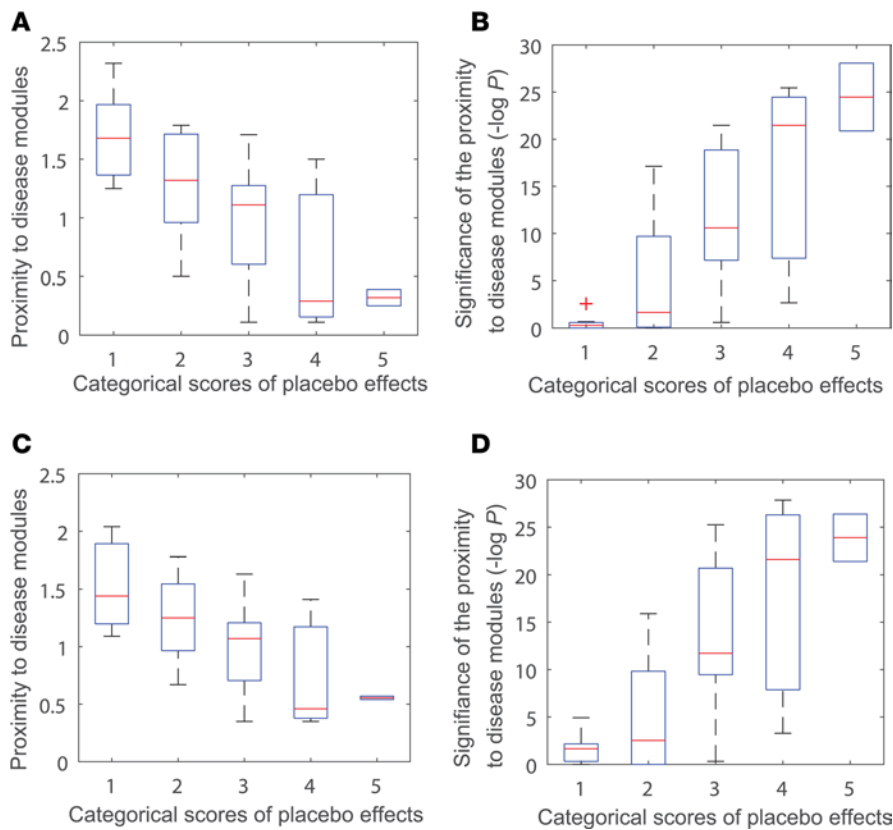 A
2.5
2
1.5
1
0.5
0
Proximity to disease modules
1 2 3 4 5
Categorical scores of placebo effects
B
30
25
20
15
10
5
0
Significance of the proximity
to disease modules (-log P)
1 2 3 4 5
Categorical scores of placebo effects
C
2.5
2
1.5
1
0.5
0
Proximity to disease modules
1 2 3 4 5
Categorical scores of placebo effects
D
30
25
20
15
10
5
0
Signifiance of the proximity
to disease modules (-log P)
1 2 3 4 5
Categorical scores of placebo effects